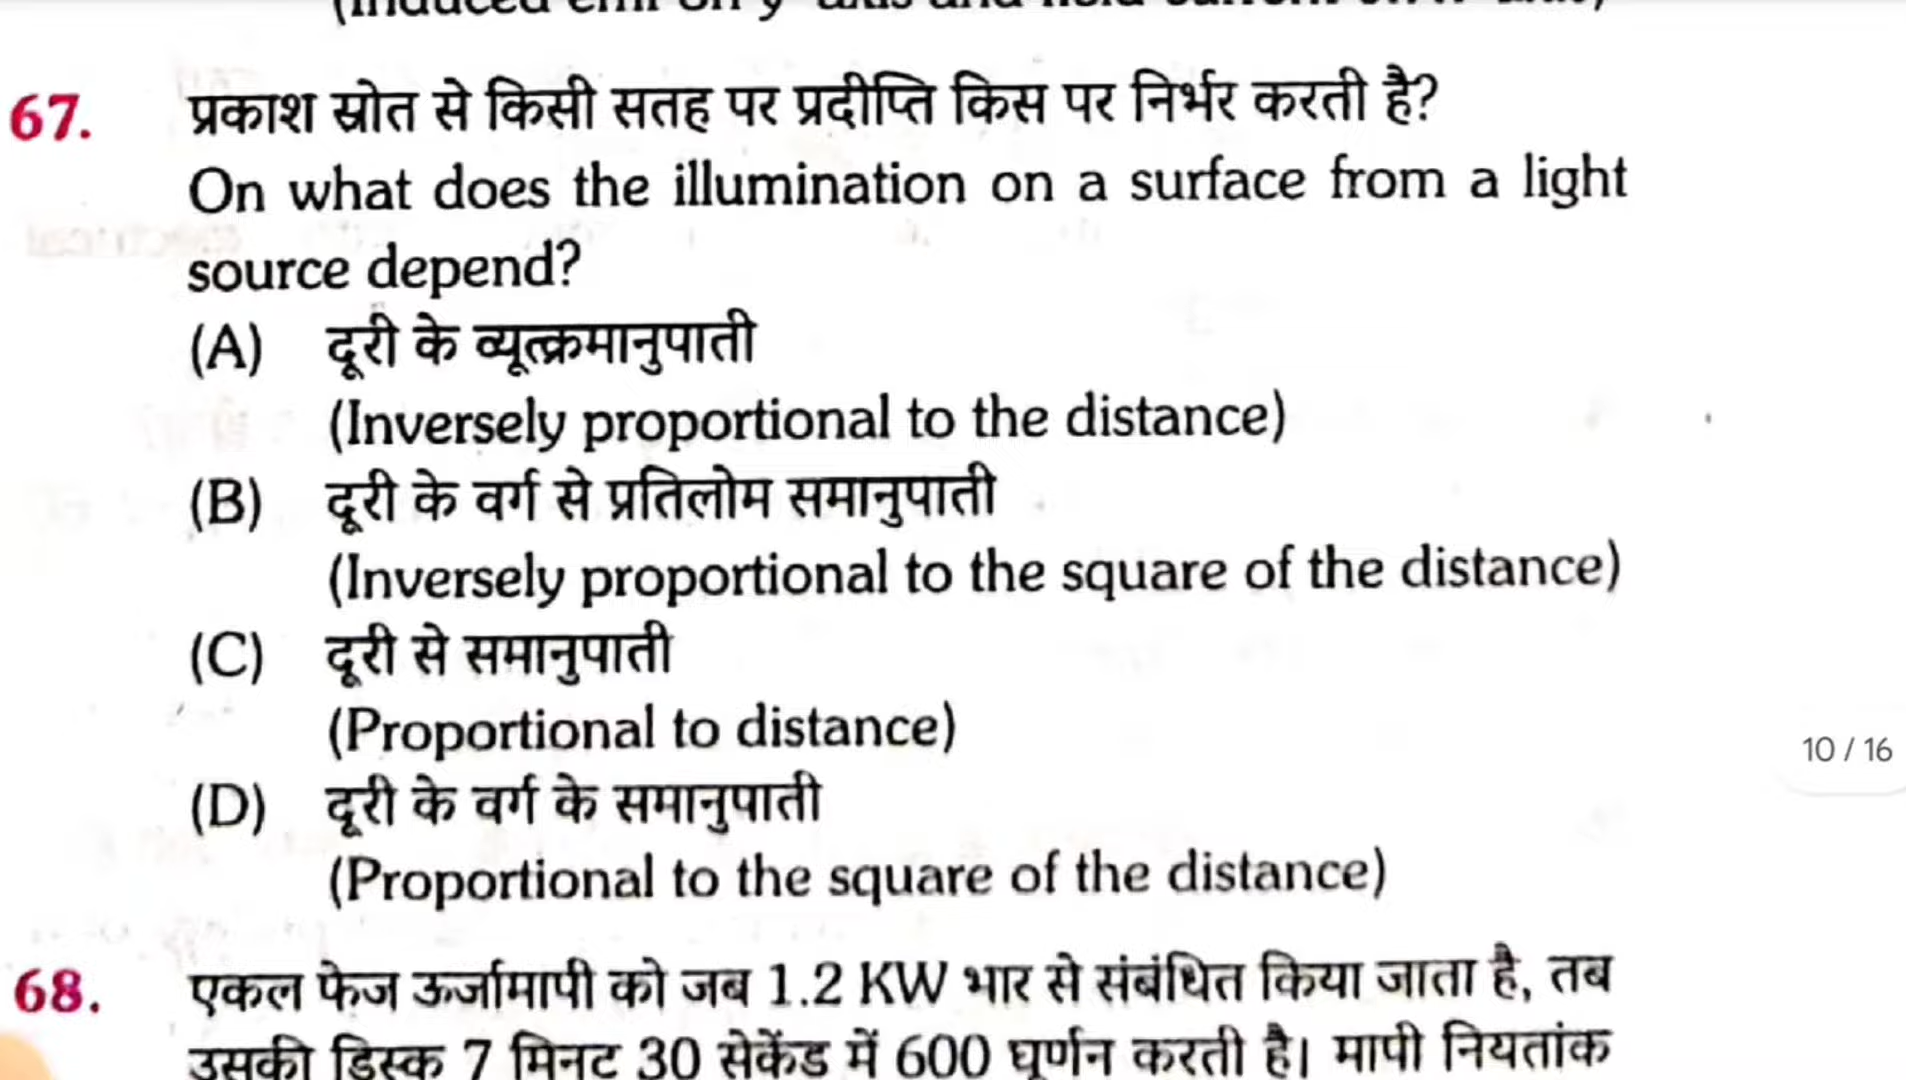 67. प्रकाश स्रोत से किसी सतह पर प्रदीप्ति किस पर निर्भर करती है?
On what does the illumination on a surface from a light
source depend?
(A) दूरी के व्यूत्क्रमानुपाती
(Inversely proportional to the distance)
(B) दूरी के वर्ग से प्रतिलोम समानुपाती
(Inversely proportional to the square of the distance)
(C) दूरी से समानुपाती
(Proportional to distance)
10 / 16
(D) दूरी के वर्ग के समानुपाती
(Proportional to the square of the distance)
68. एकल फेज ऊर्जामापी को जब 1.2 KW भार से संबंधित किया जाता है, तब
उसकी डिस्क 7 मिनट 30 सेकेंड में 600 घूर्णन करती है। मापी नियतांक